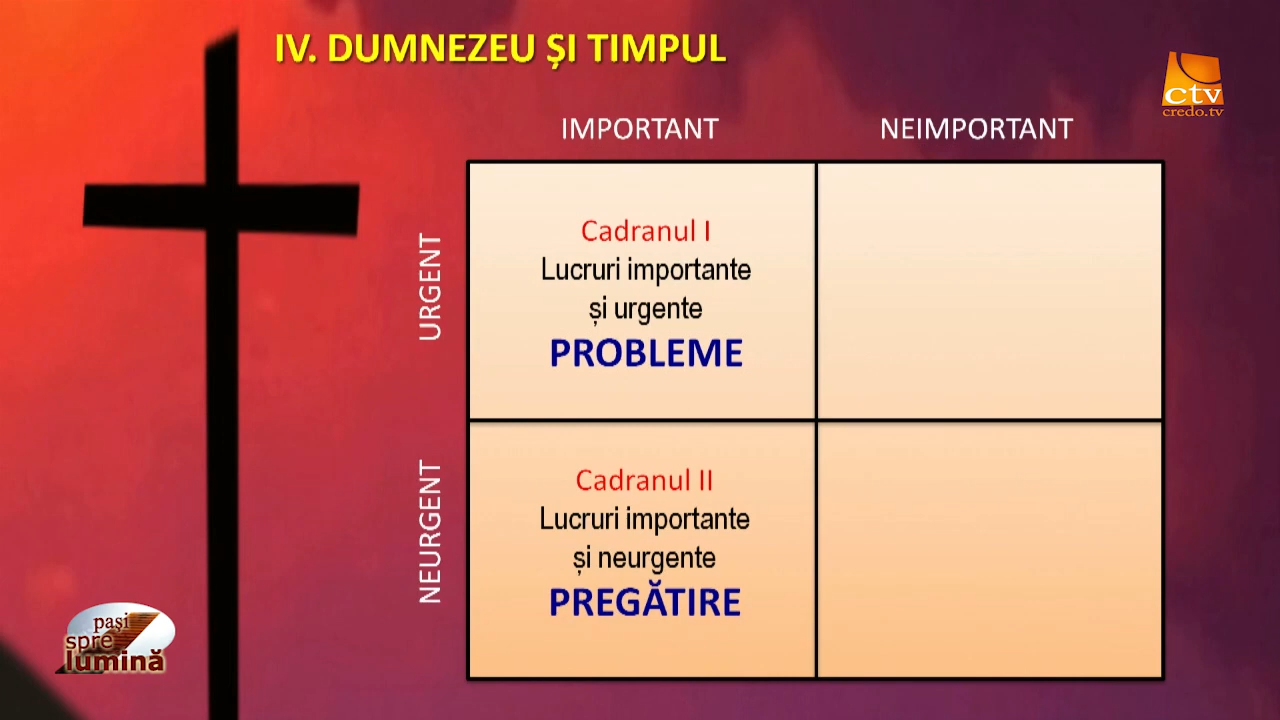 IV. DUMNEZEU ȘI TIMPUL
ctv
credo.tv
IMPORTANT
NEIMPORTANT
URGENT
Cadranul I
Lucruri importante
și urgente
PROBLEME
NEURGENT
Cadranul II
Lucruri importante
și neurgente
PREGĂTIRE
pași
spre
lumină